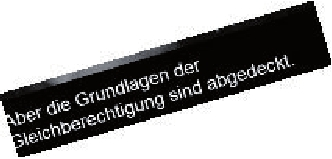 Aber die Grundlagen der
Gleichberechtigung sind abgedeckt.